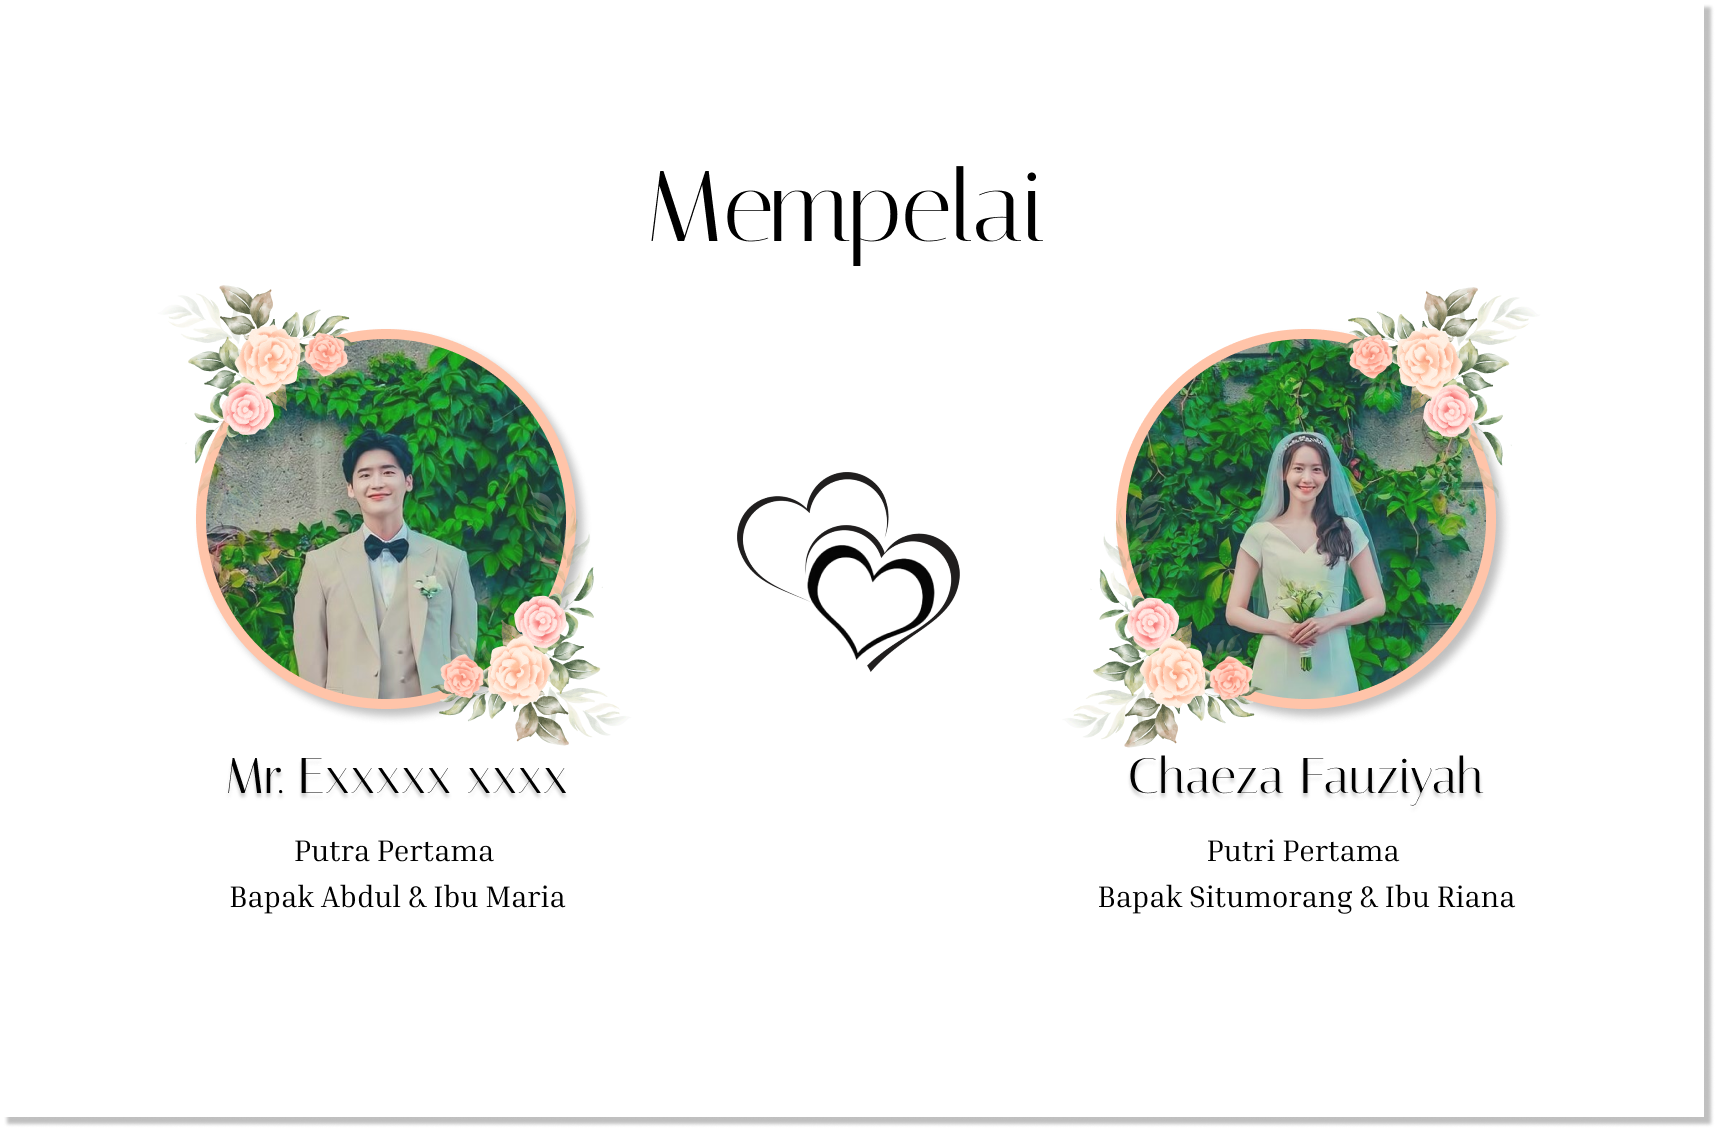 Mempelai
Mr. Exxxxx xxxx
Putra Pertama
Bapak Abdul & Ibu Maria
Chaeza Fauziyah
Putri Pertama
Bapak Situmorang & Ibu Riana